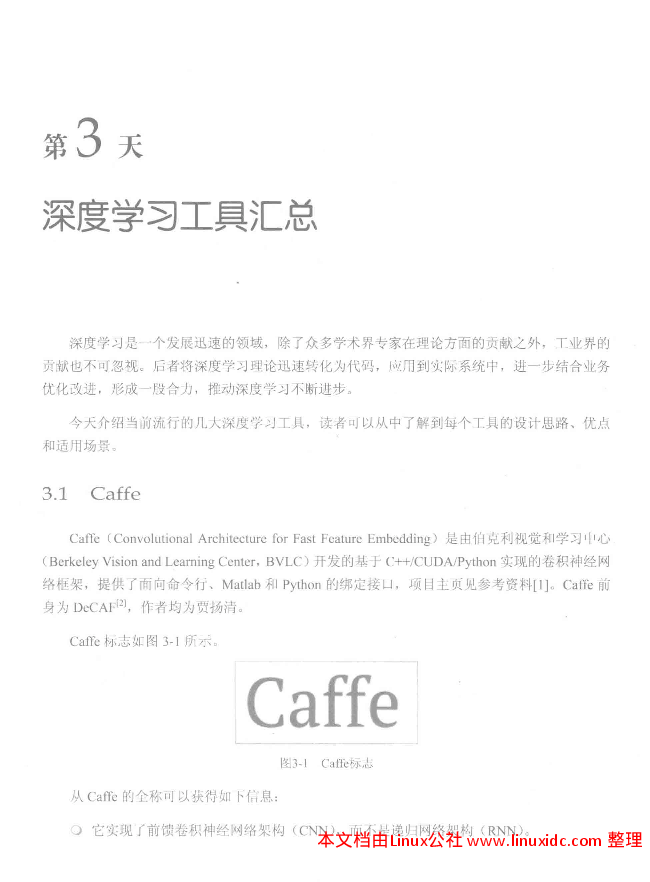 第 3 天
深度学习工具汇总
深度学习是一个发展迅速的领域，除了众多学术界专家在理论方面的贡献之外，工业界的
贡献也不可忽视。后者将深度学习理论迅速转化为代码，应用到实际系统中，进一步结合业务
优化改进，形成一股合力，推动深度学习不断进步。
今天介绍当前流行的几大深度学习工具，读者可以从中了解到每个工具的设计思路、优点
和适用场景。
3.1 Caffe
Caffe（Convolutional Architecture for Fast Feature Embedding）是由伯克利视觉和学习中心
（Berkeley Vision and Learning Center，BVLC）开发的基于 C++/CUDA/Python 实现的卷积神经网
络框架，提供了面向命令行、Matlab 和 Python 的绑定接口，项目主页见参考资料[1]。Caffe 前
身为 DeCAF[2]，作者均为贾扬清。
Caffe 标志如图 3-1 所示。
Caffe
图3-1 Caffe标志
从 Caffe 的全称可以获得如下信息：
❍ 它实现了前馈卷积神经网络架构（CNN），而不是递归网络架构（RNN）。
本文档由Linux公社 www.linuxidc.com 整理